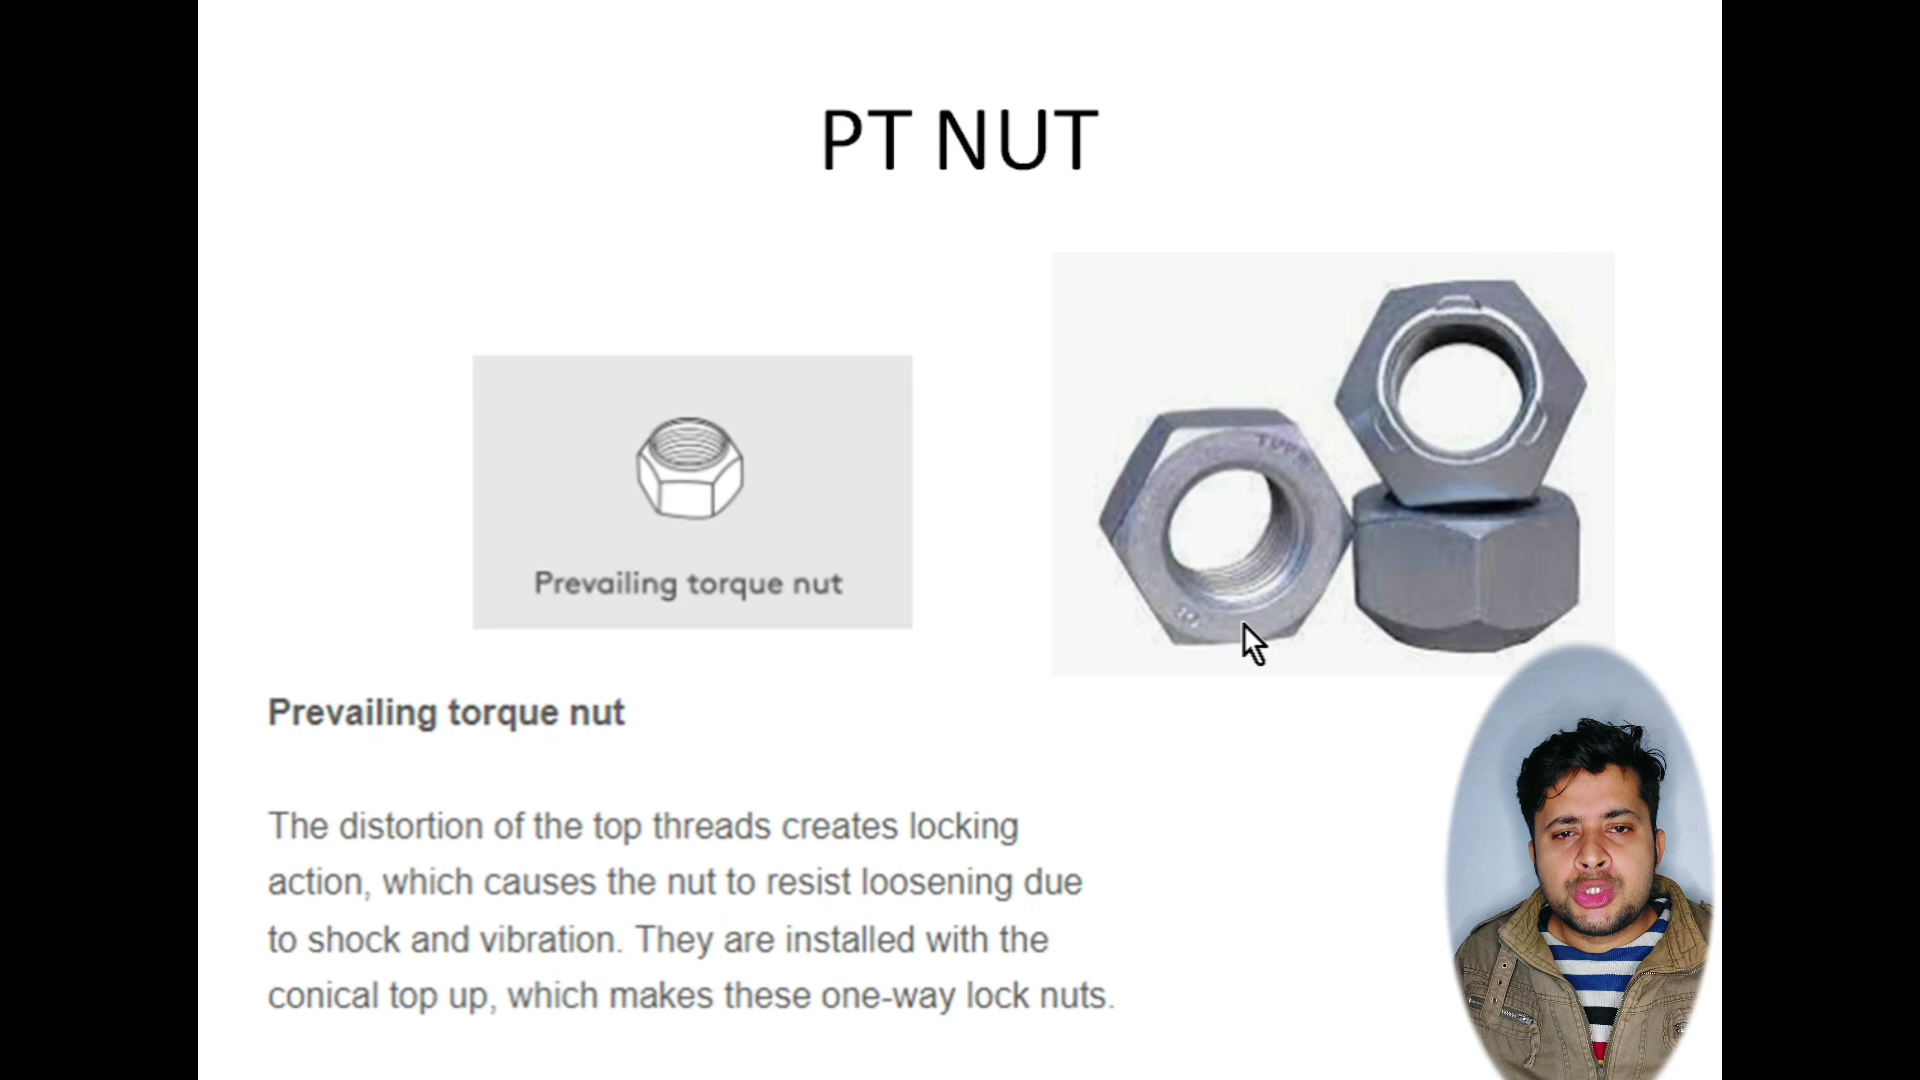 PT NUT
Prevailing torque nut
Prevailing torque nut
The distortion of the top threads creates locking
action, which causes the nut to resist loosening due
to shock and vibration. They are installed with the
conical top up, which makes these one-way lock nuts.